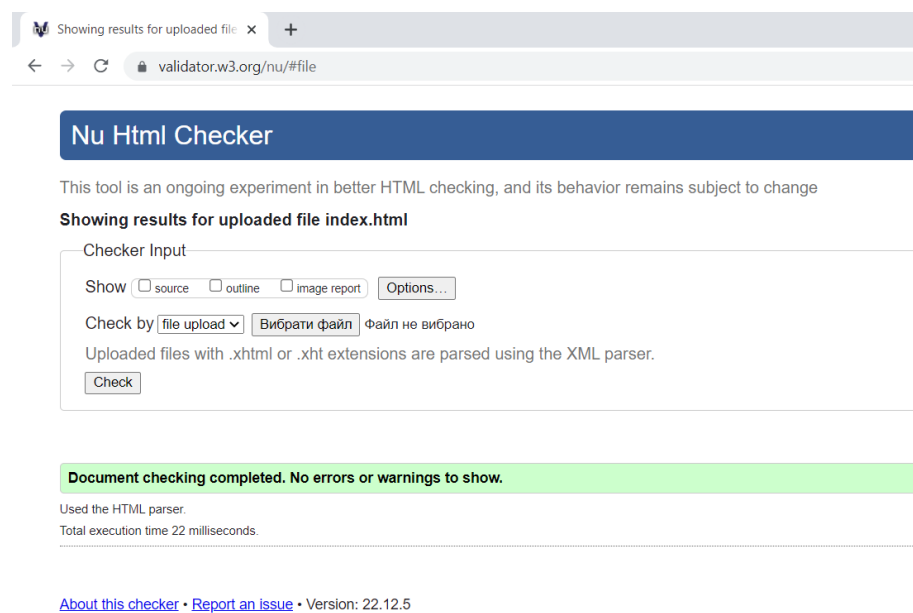 Showing results for uploaded file
validator.w3.org/nu/#file
Nu Html Checker
This tool is an ongoing experiment in better HTML checking, and its behavior remains subject to change
Showing results for uploaded file index.html
Checker Input
Show source outline image report Options...
Check by file upload Вибрати файл Файл не вибрано
Uploaded files with .xhtml or .xht extensions are parsed using the XML parser.
Check
Document checking completed. No errors or warnings to show.
Used the HTML parser.
Total execution time 22 milliseconds.
About this checker • Report an issue • Version: 22.12.5